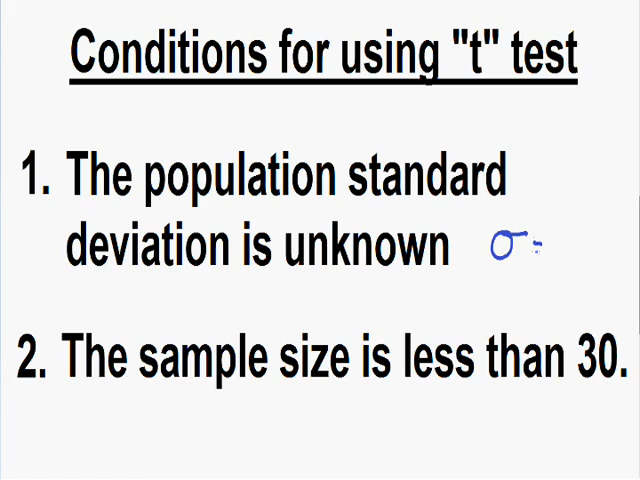 Conditions for using "t" test
1. The population standard
deviation is unknown σ=
2. The sample size is less than 30.